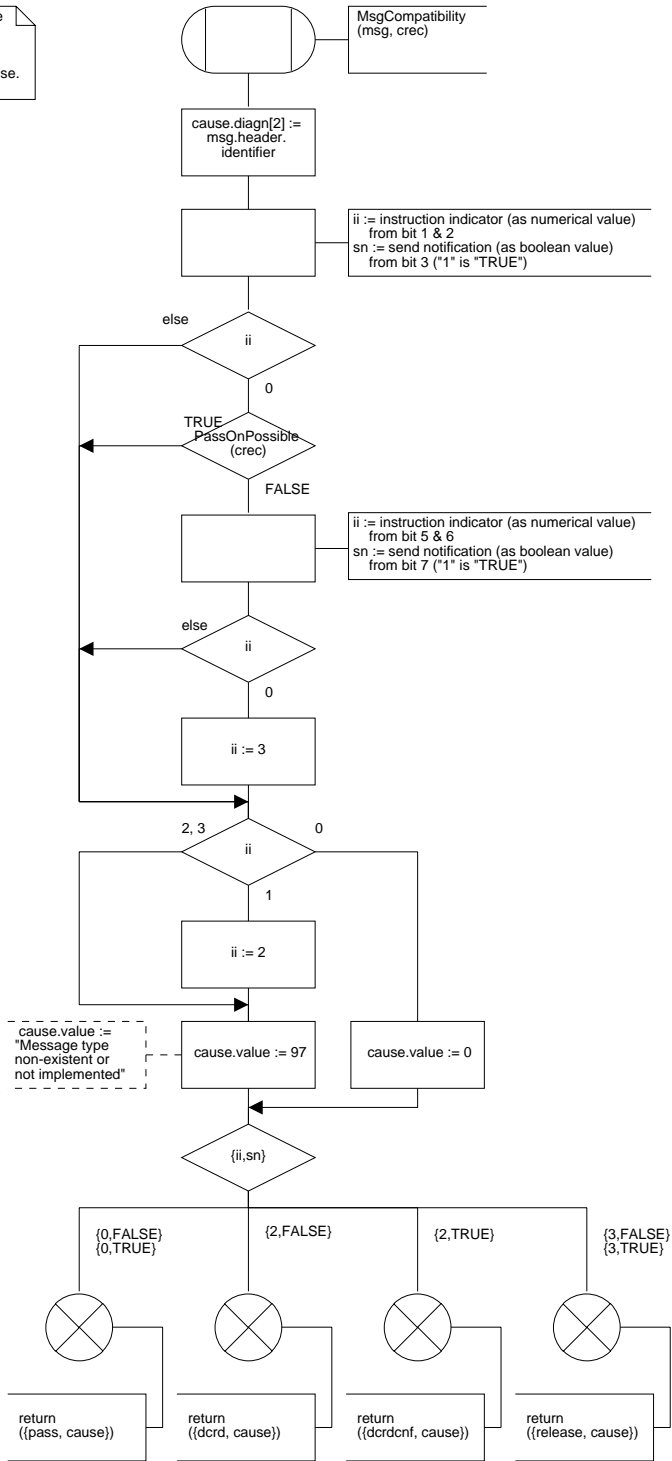 e
se.
MsgCompatibility
(msg, crec)
cause.diagn[2] :=
msg.header.
identifier
ii := instruction indicator (as numerical value)
from bit 1 & 2
sn := send notification (as boolean value)
from bit 3 ("1" is "TRUE")
else
ii
0
TRUE
PassOnPossible
(crec)
FALSE
ii := instruction indicator (as numerical value)
from bit 5 & 6
sn := send notification (as boolean value)
from bit 7 ("1" is "TRUE")
else
ii
0
ii := 3
2, 3
0
ii
1
ii := 2
cause.value :=
"Message type
non-existent or
not implemented"
cause.value := 97
cause.value := 0
{ii,sn}
{0,FALSE}
{0,TRUE}
{2,FALSE}
{2,TRUE}
{3,FALSE}
{3,TRUE}
return
({pass, cause})
return
({dcrd, cause})
return
({dcrdcnf, cause})
return
({release, cause})